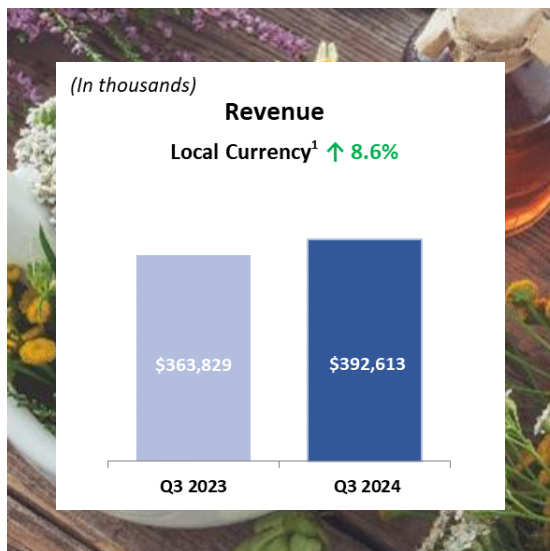 (In thousands)
Revenue
Local Currency¹ ↑ 8.6%
$363,829
$392,613
Q3 2023
Q3 2024